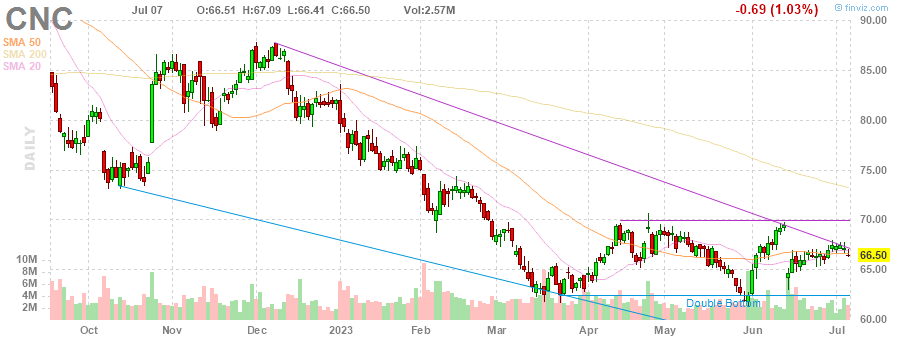 CNC
Jul 07 O:66.51 H:67.09 L:66.41 C:66.50 Vol:2.57M -0.69 (1.03%)
© finviz.com
SMA 50
SMA 200
SMA 20
DAILY
90.00
85.00
80.00
75.00
70.00
66.50
65.00
60.00
10M
8M
6M
4M
2M
Double Bottom
Oct Nov Dec 2023 Feb Mar Apr May Jun Jul